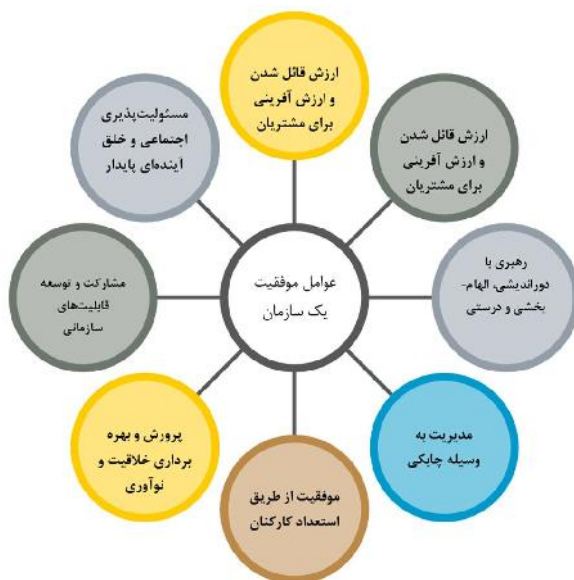 عوامل موفقیت
یک سازمان
ارزش قائل شدن
و ارزش آفرینی
برای مشتریان
ارزش قائل شدن
و ارزش آفرینی
برای مشتریان
رهبری با
دوراندیشی، الهام-
بخشی و درستی
مدیریت به
وسیله چابکی
موفقیت از طریق
استعداد کارکنان
پرورش و بهره
برداری خلاقیت و
نوآوری
مشارکت و توسعه
قابلیت‌های
سازمانی
مسئولیت‌پذیری
اجتماعی و خلق
آینده‌ای پایدار